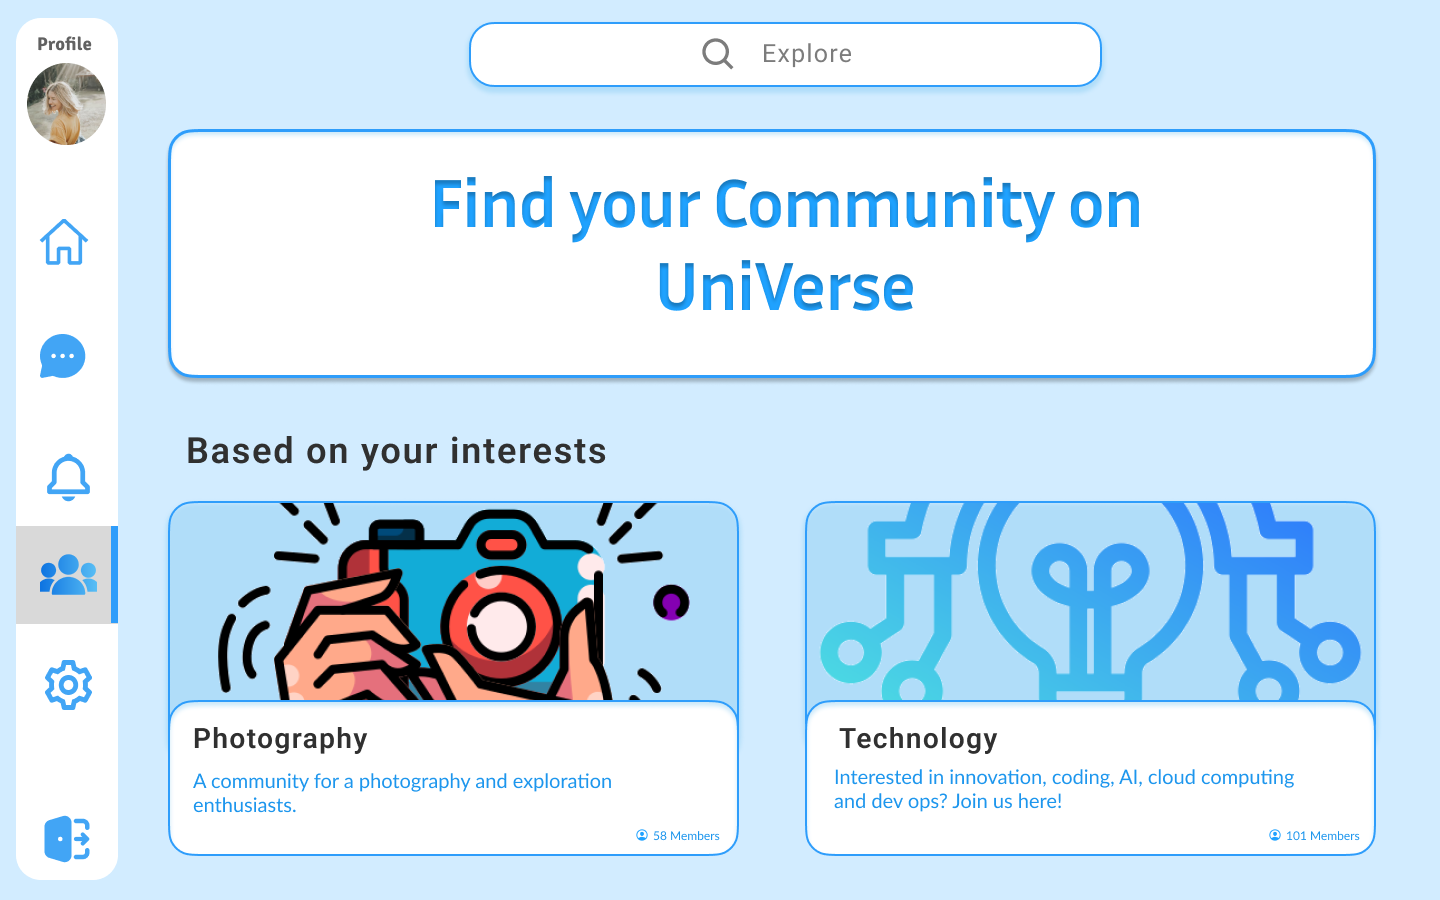 Profile
Explore
Find your Community on
UniVerse
Based on your interests
Photography
A community for a photography and exploration
enthusiasts.
58 Members
Technology
Interested in innovation, coding, AI, cloud computing
and dev ops? Join us here!
101 Members